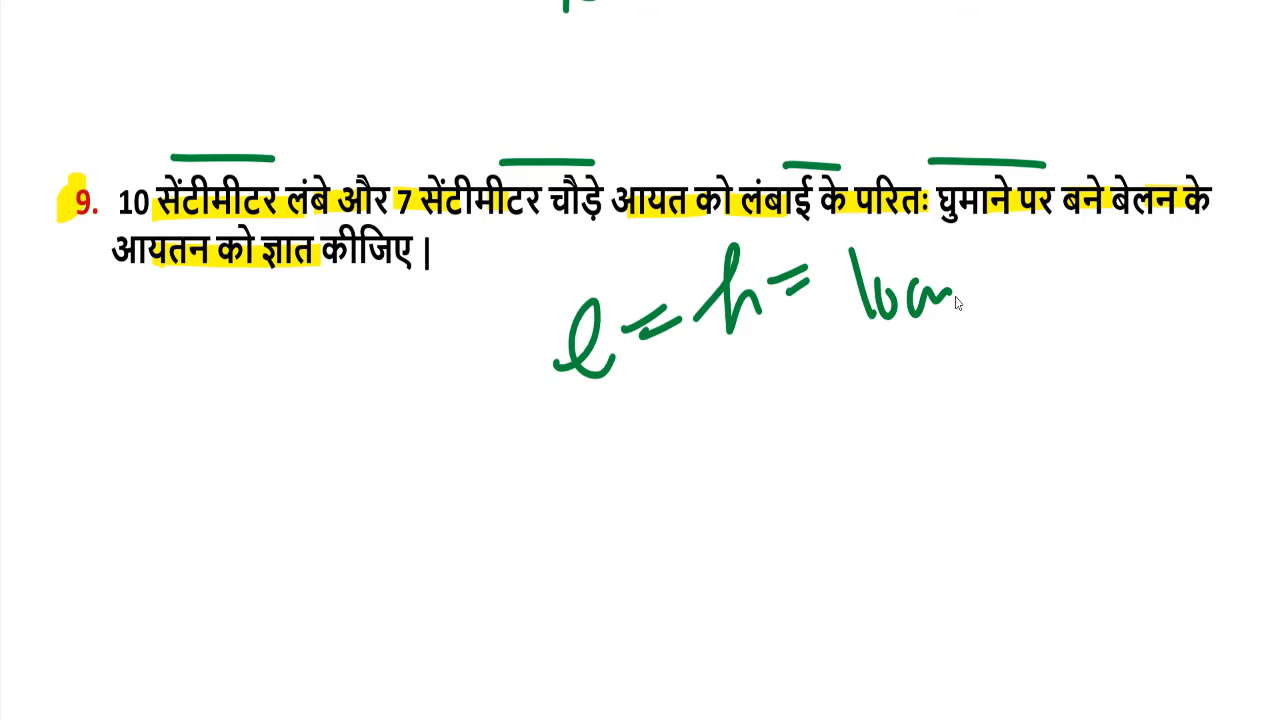 9. 10 सेंटीमीटर लंबे और 7 सेंटीमीटर चौड़े आयत को लंबाई के परितः घुमाने पर बने बेलन के
आयतन को ज्ञात कीजिए |
l = h = 10cm